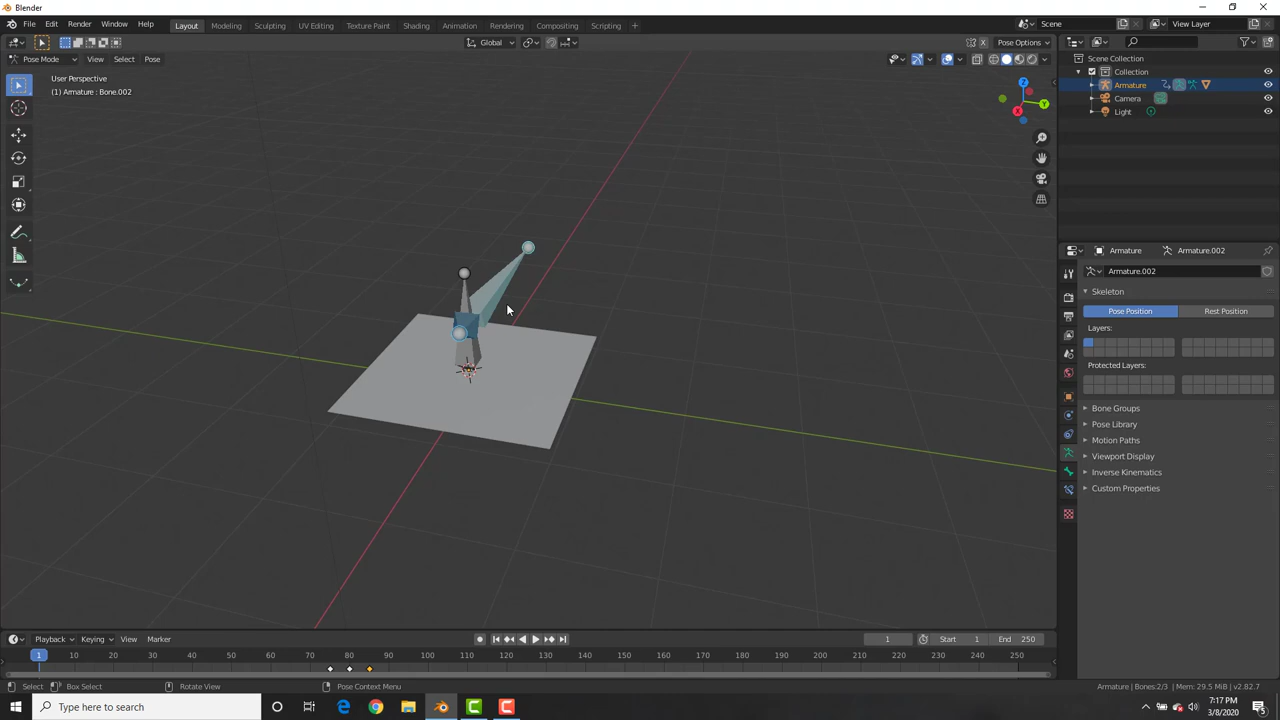 Blender
File Edit Render Window Help Layout Modeling Sculpting UV Editing Texture Paint Shading Animation Rendering Compositing Scripting + Scene View Layer
Global Pose Options
Pose Mode View Select Pose
User Perspective
(1) Armature : Bone.002
Z
Y
X
Scene Collection
Collection
Armature
Camera
Light
Armature Armature.002
Armature.002
Skeleton
Pose Position Rest Position
Layers:
Protected Layers:
Bone Groups
Pose Library
Motion Paths
Viewport Display
Inverse Kinematics
Custom Properties
Playback Keying View Marker 1 Start 1 End 250
1 10 20 30 40 50 60 70 80 90 100 110 120 130 140 150 160 170 180 190 200 210 220 230 240 250
Select Box Select Rotate View Pose Context Menu Armature | Bones:2/3 | Mem: 29.5 MiB | v2.82.7
Type here to search
7:17 PM
3/8/2020
5